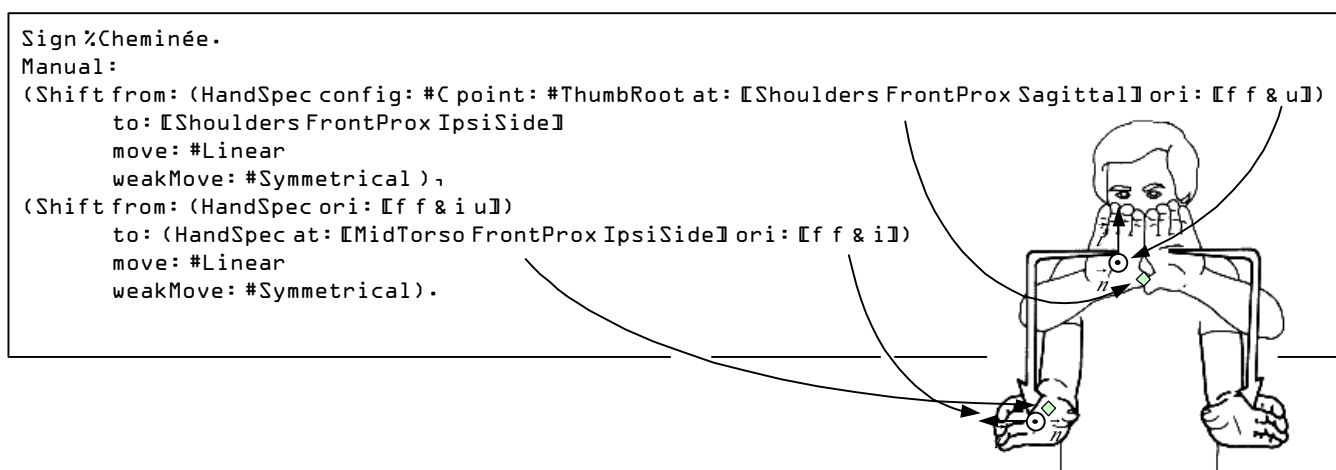 Sign %Cheminée.
Manual:
(Shift from: (HandSpec config: #C point: #ThumbRoot at: ⟦Shoulders FrontProx Sagittal⟧ ori: ⟦f f & u⟧)
to: ⟦Shoulders FrontProx IpsiSide⟧
move: #Linear
weakMove: #Symmetrical ),
(Shift from: (HandSpec ori: ⟦f f & i u⟧)
to: (HandSpec at: ⟦MidTorso FrontProx IpsiSide⟧ ori: ⟦f f & i⟧)
move: #Linear
weakMove: #Symmetrical).
n
n